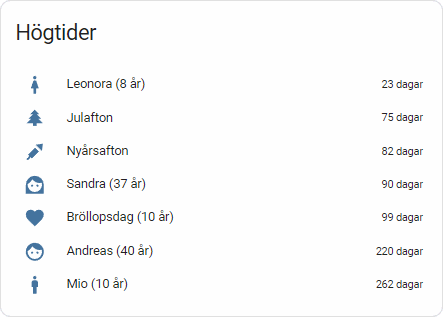 Högtider
Leonora (8 år) 23 dagar
Julafton 75 dagar
Nyårsafton 82 dagar
Sandra (37 år) 90 dagar
Bröllopsdag (10 år) 99 dagar
Andreas (40 år) 220 dagar
Mio (10 år) 262 dagar